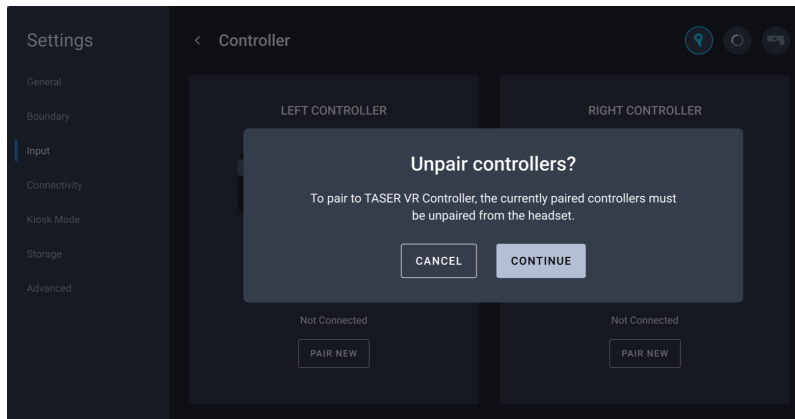 Settings
General
Boundary
Input
Connectivity
Kiosk Mode
Storage
Advanced
< Controller
LEFT CONTROLLER
RIGHT CONTROLLER
Unpair controllers?
To pair to TASER VR Controller, the currently paired controllers must
be unpaired from the headset.
CANCEL
CONTINUE
Not Connected
Not Connected
PAIR NEW
PAIR NEW